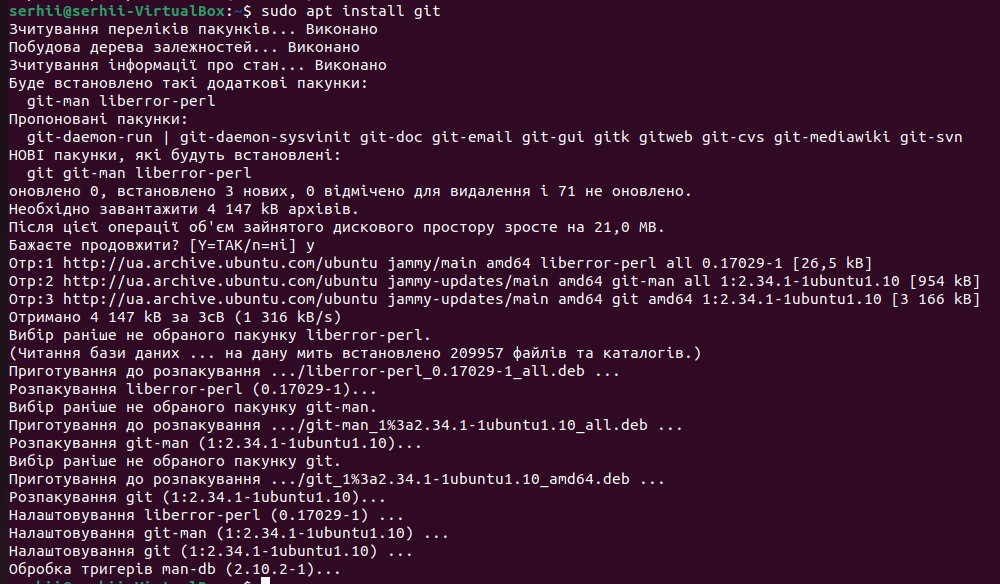 serhii@serhii-VirtualBox:~$ sudo apt install git
Зчитування переліків пакунків... Виконано
Побудова дерева залежностей... Виконано
Зчитування інформації про стан... Виконано
Буде встановлено такі додаткові пакунки:
  git-man liberror-perl
Пропоновані пакунки:
  git-daemon-run | git-daemon-sysvinit git-doc git-email git-gui gitk gitweb git-cvs git-mediawiki git-svn
НОВІ пакунки, які будуть встановлені:
  git git-man liberror-perl
оновлено 0, встановлено 3 нових, 0 відмічено для видалення і 71 не оновлено.
Необхідно завантажити 4 147 kB архівів.
Після цієї операції об'єм зайнятого дискового простору зросте на 21,0 MB.
Бажаєте продовжити? [Y=ТАК/n=ні] y
Отр:1 http://ua.archive.ubuntu.com/ubuntu jammy/main amd64 liberror-perl all 0.17029-1 [26,5 kB]
Отр:2 http://ua.archive.ubuntu.com/ubuntu jammy-updates/main amd64 git-man all 1:2.34.1-1ubuntu1.10 [954 kB]
Отр:3 http://ua.archive.ubuntu.com/ubuntu jammy-updates/main amd64 git amd64 1:2.34.1-1ubuntu1.10 [3 166 kB]
Отримано 4 147 kB за 3сВ (1 316 kB/s)
Вибір раніше не обраного пакунку liberror-perl.
(Читання бази даних ... на дану мить встановлено 209957 файлів та каталогів.)
Приготування до розпакування .../liberror-perl_0.17029-1_all.deb ...
Розпакування liberror-perl (0.17029-1)...
Вибір раніше не обраного пакунку git-man.
Приготування до розпакування .../git-man_1%3a2.34.1-1ubuntu1.10_all.deb ...
Розпакування git-man (1:2.34.1-1ubuntu1.10)...
Вибір раніше не обраного пакунку git.
Приготування до розпакування .../git_1%3a2.34.1-1ubuntu1.10_amd64.deb ...
Розпакування git (1:2.34.1-1ubuntu1.10)...
Налаштовування liberror-perl (0.17029-1) ...
Налаштовування git-man (1:2.34.1-1ubuntu1.10) ...
Налаштовування git (1:2.34.1-1ubuntu1.10) ...
Обробка тригерів man-db (2.10.2-1)...
serhii@serhii-VirtualBox:~$